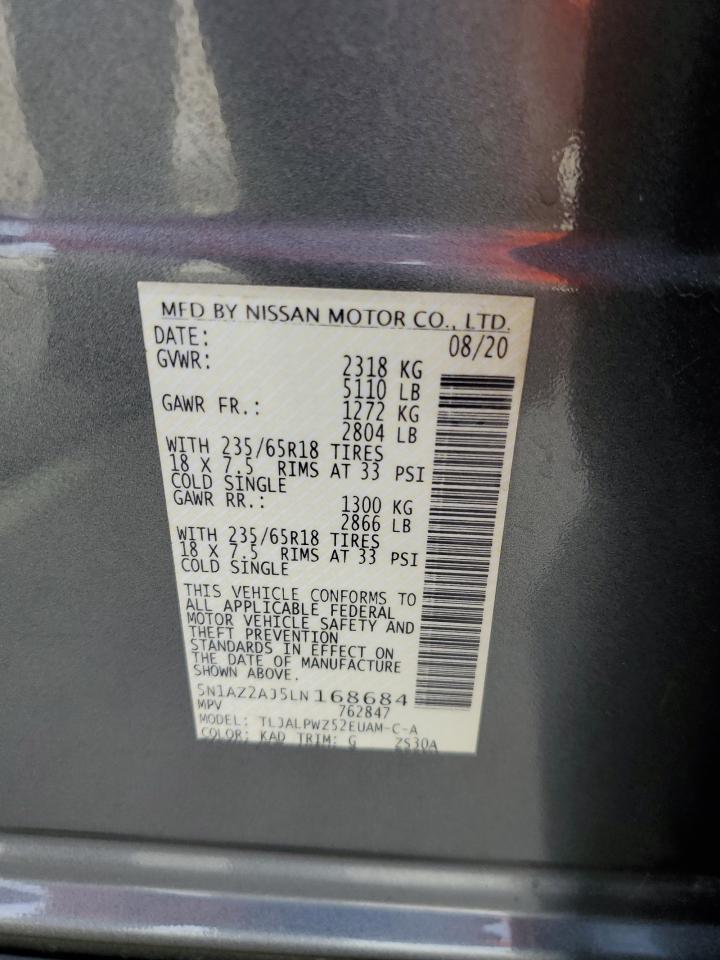 MFD BY NISSAN MOTOR CO., LTD.
DATE: 08/20
GVWR: 2318 KG
5110 LB
GAWR FR.: 1272 KG
2804 LB
WITH 235/65R18 TIRES
18 X 7.5 RIMS AT 33 PSI
COLD SINGLE
GAWR RR.: 1300 KG
2866 LB
WITH 235/65R18 TIRES
18 X 7.5 RIMS AT 33 PSI
COLD SINGLE
THIS VEHICLE CONFORMS TO
ALL APPLICABLE FEDERAL
MOTOR VEHICLE SAFETY AND
THEFT PREVENTION
STANDARDS IN EFFECT ON
THE DATE OF MANUFACTURE
SHOWN ABOVE.
5N1AZ2AJ5LN168684
MPV 762847
MODEL: TLJALPWZ52EUAM-C-A
COLOR: KAD TRIM: G ZS30A